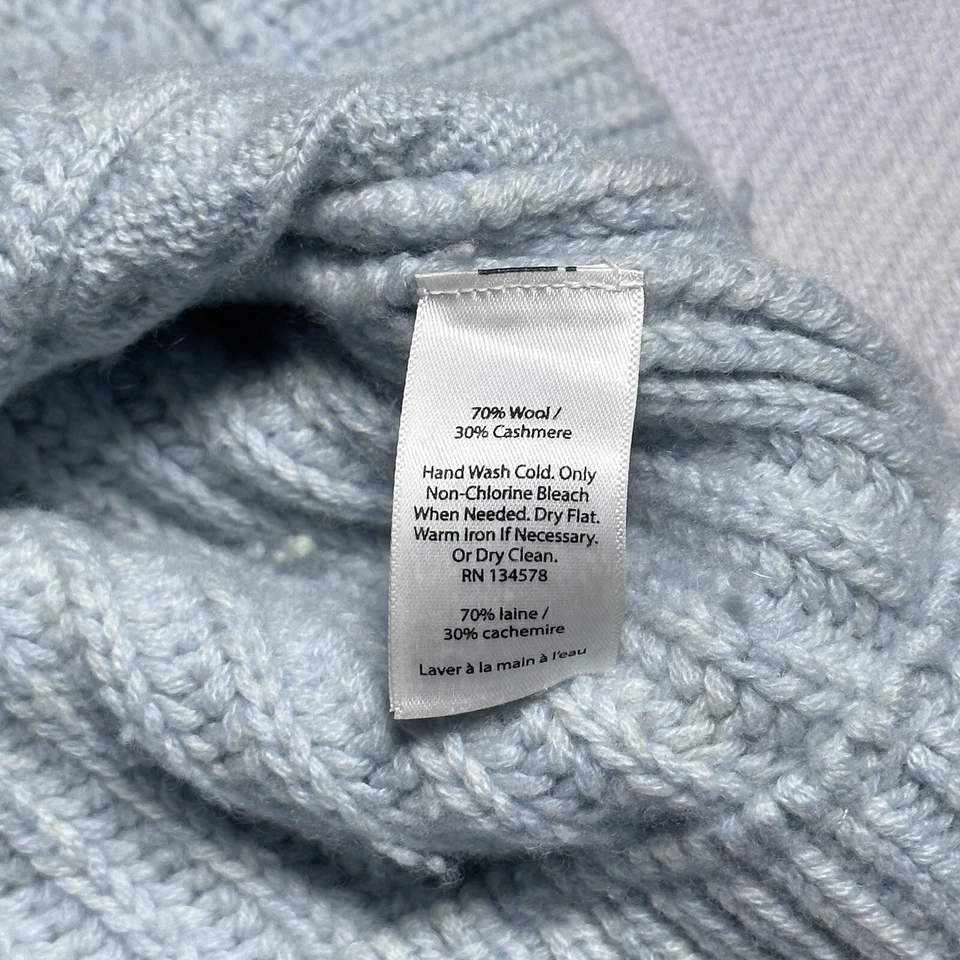 70% Wool /
30% Cashmere
Hand Wash Cold. Only
Non-Chlorine Bleach
When Needed. Dry Flat.
Warm Iron If Necessary.
Or Dry Clean.
RN 134578
70% laine /
30% cachemire
Laver à la main à l'eau